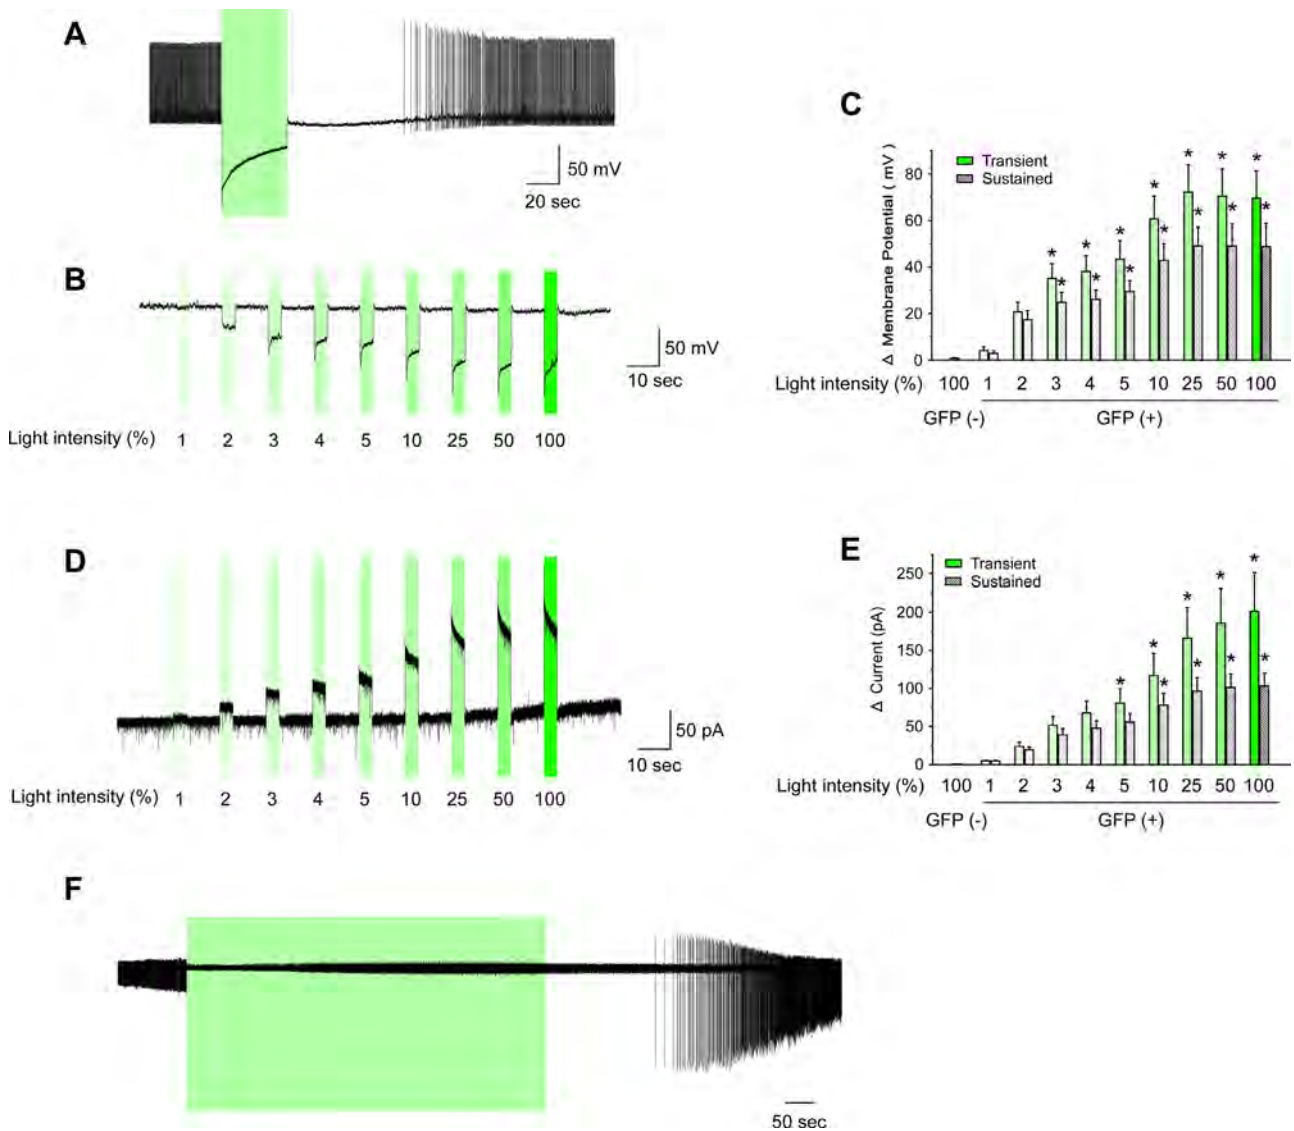 A
50 mV
20 sec
B
50 mV
10 sec
Light intensity (%) 1 2 3 4 5 10 25 50 100
C
Δ Membrane Potential ( mV )
80
60
40
20
0
Transient
Sustained
* * * * * * * * * * * * * *
Light intensity (%) 100 1 2 3 4 5 10 25 50 100
GFP (-) GFP (+)
D
50 pA
10 sec
Light intensity (%) 1 2 3 4 5 10 25 50 100
E
Δ Current (pA)
250
200
150
100
50
0
Transient
Sustained
* * * * * * * * *
Light intensity (%) 100 1 2 3 4 5 10 25 50 100
GFP (-) GFP (+)
F
50 sec